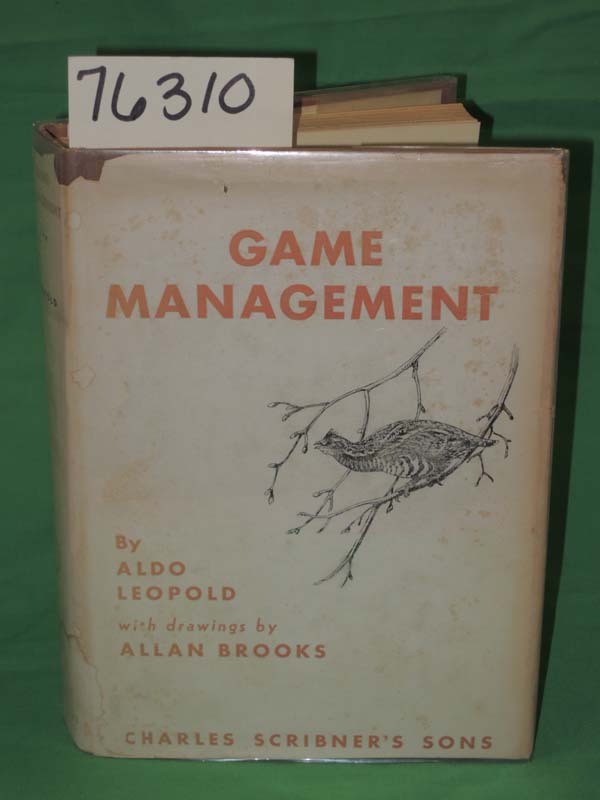 76310
GAME
MANAGEMENT
By
ALDO
LEOPOLD
with drawings by
ALLAN BROOKS
CHARLES SCRIBNER'S SONS